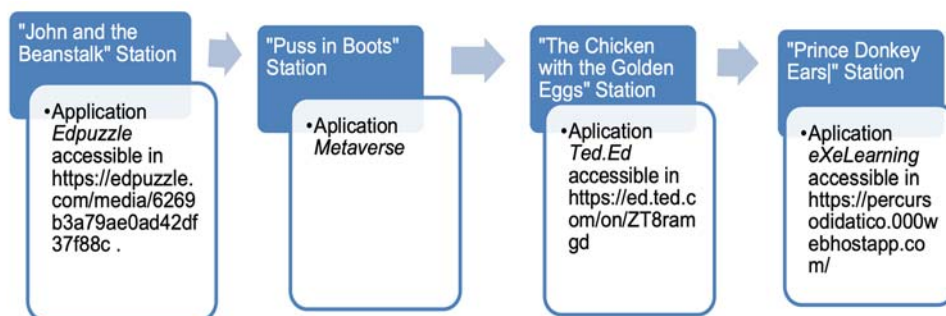 "John and the
Beanstalk" Station
•Application
Edpuzzle
accessible in
https://edpuzzle.
com/media/6269
b3a79ae0ad42df
37f88c .
"Puss in Boots"
Station
•Aplication
Metaverse
"The Chicken
with the Golden
Eggs" Station
•Aplication
Ted.Ed
accessible in
https://ed.ted.c
om/on/ZT8ram
gd
"Prince Donkey
Ears|" Station
•Aplication
eXeLearning
accessible in
https://percurs
odidatico.000w
ebhostapp.co
m/